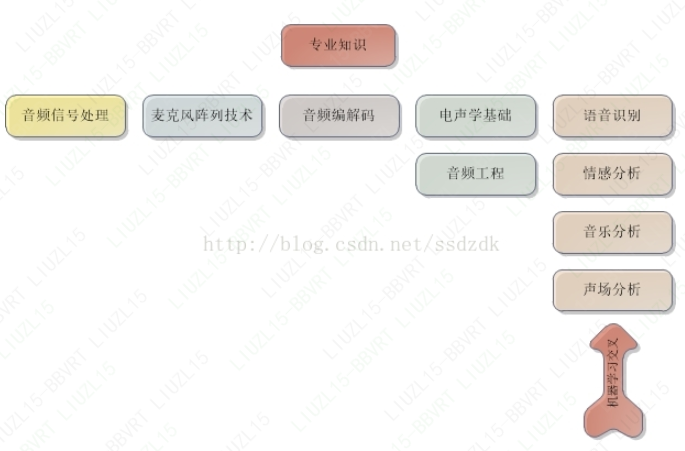 专业知识
音频信号处理
麦克风阵列技术
音频编解码
电声学基础
语音识别
音频工程
情感分析
音乐分析
http://blog.csdn.net/ssdzdk
声场分析
机器学习交叉
LIUZL15-BBVRT